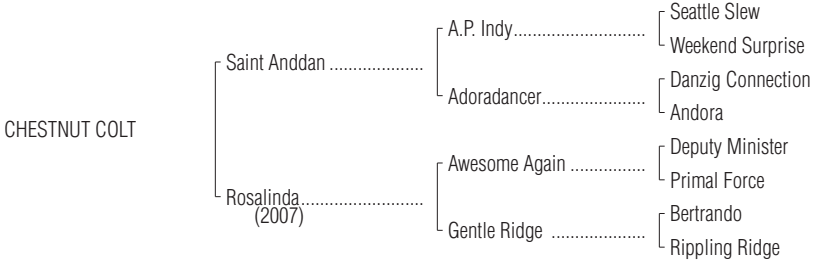 Seattle Slew
A.P. Indy..............................
Weekend Surprise
Saint Anddan .....................
Danzig Connection
Adoradancer.......................
Andora
CHESTNUT COLT
Deputy Minister
Awesome Again .................
Primal Force
Rosalinda...........................
(2007)
Bertrando
Gentle Ridge .....................
Rippling Ridge